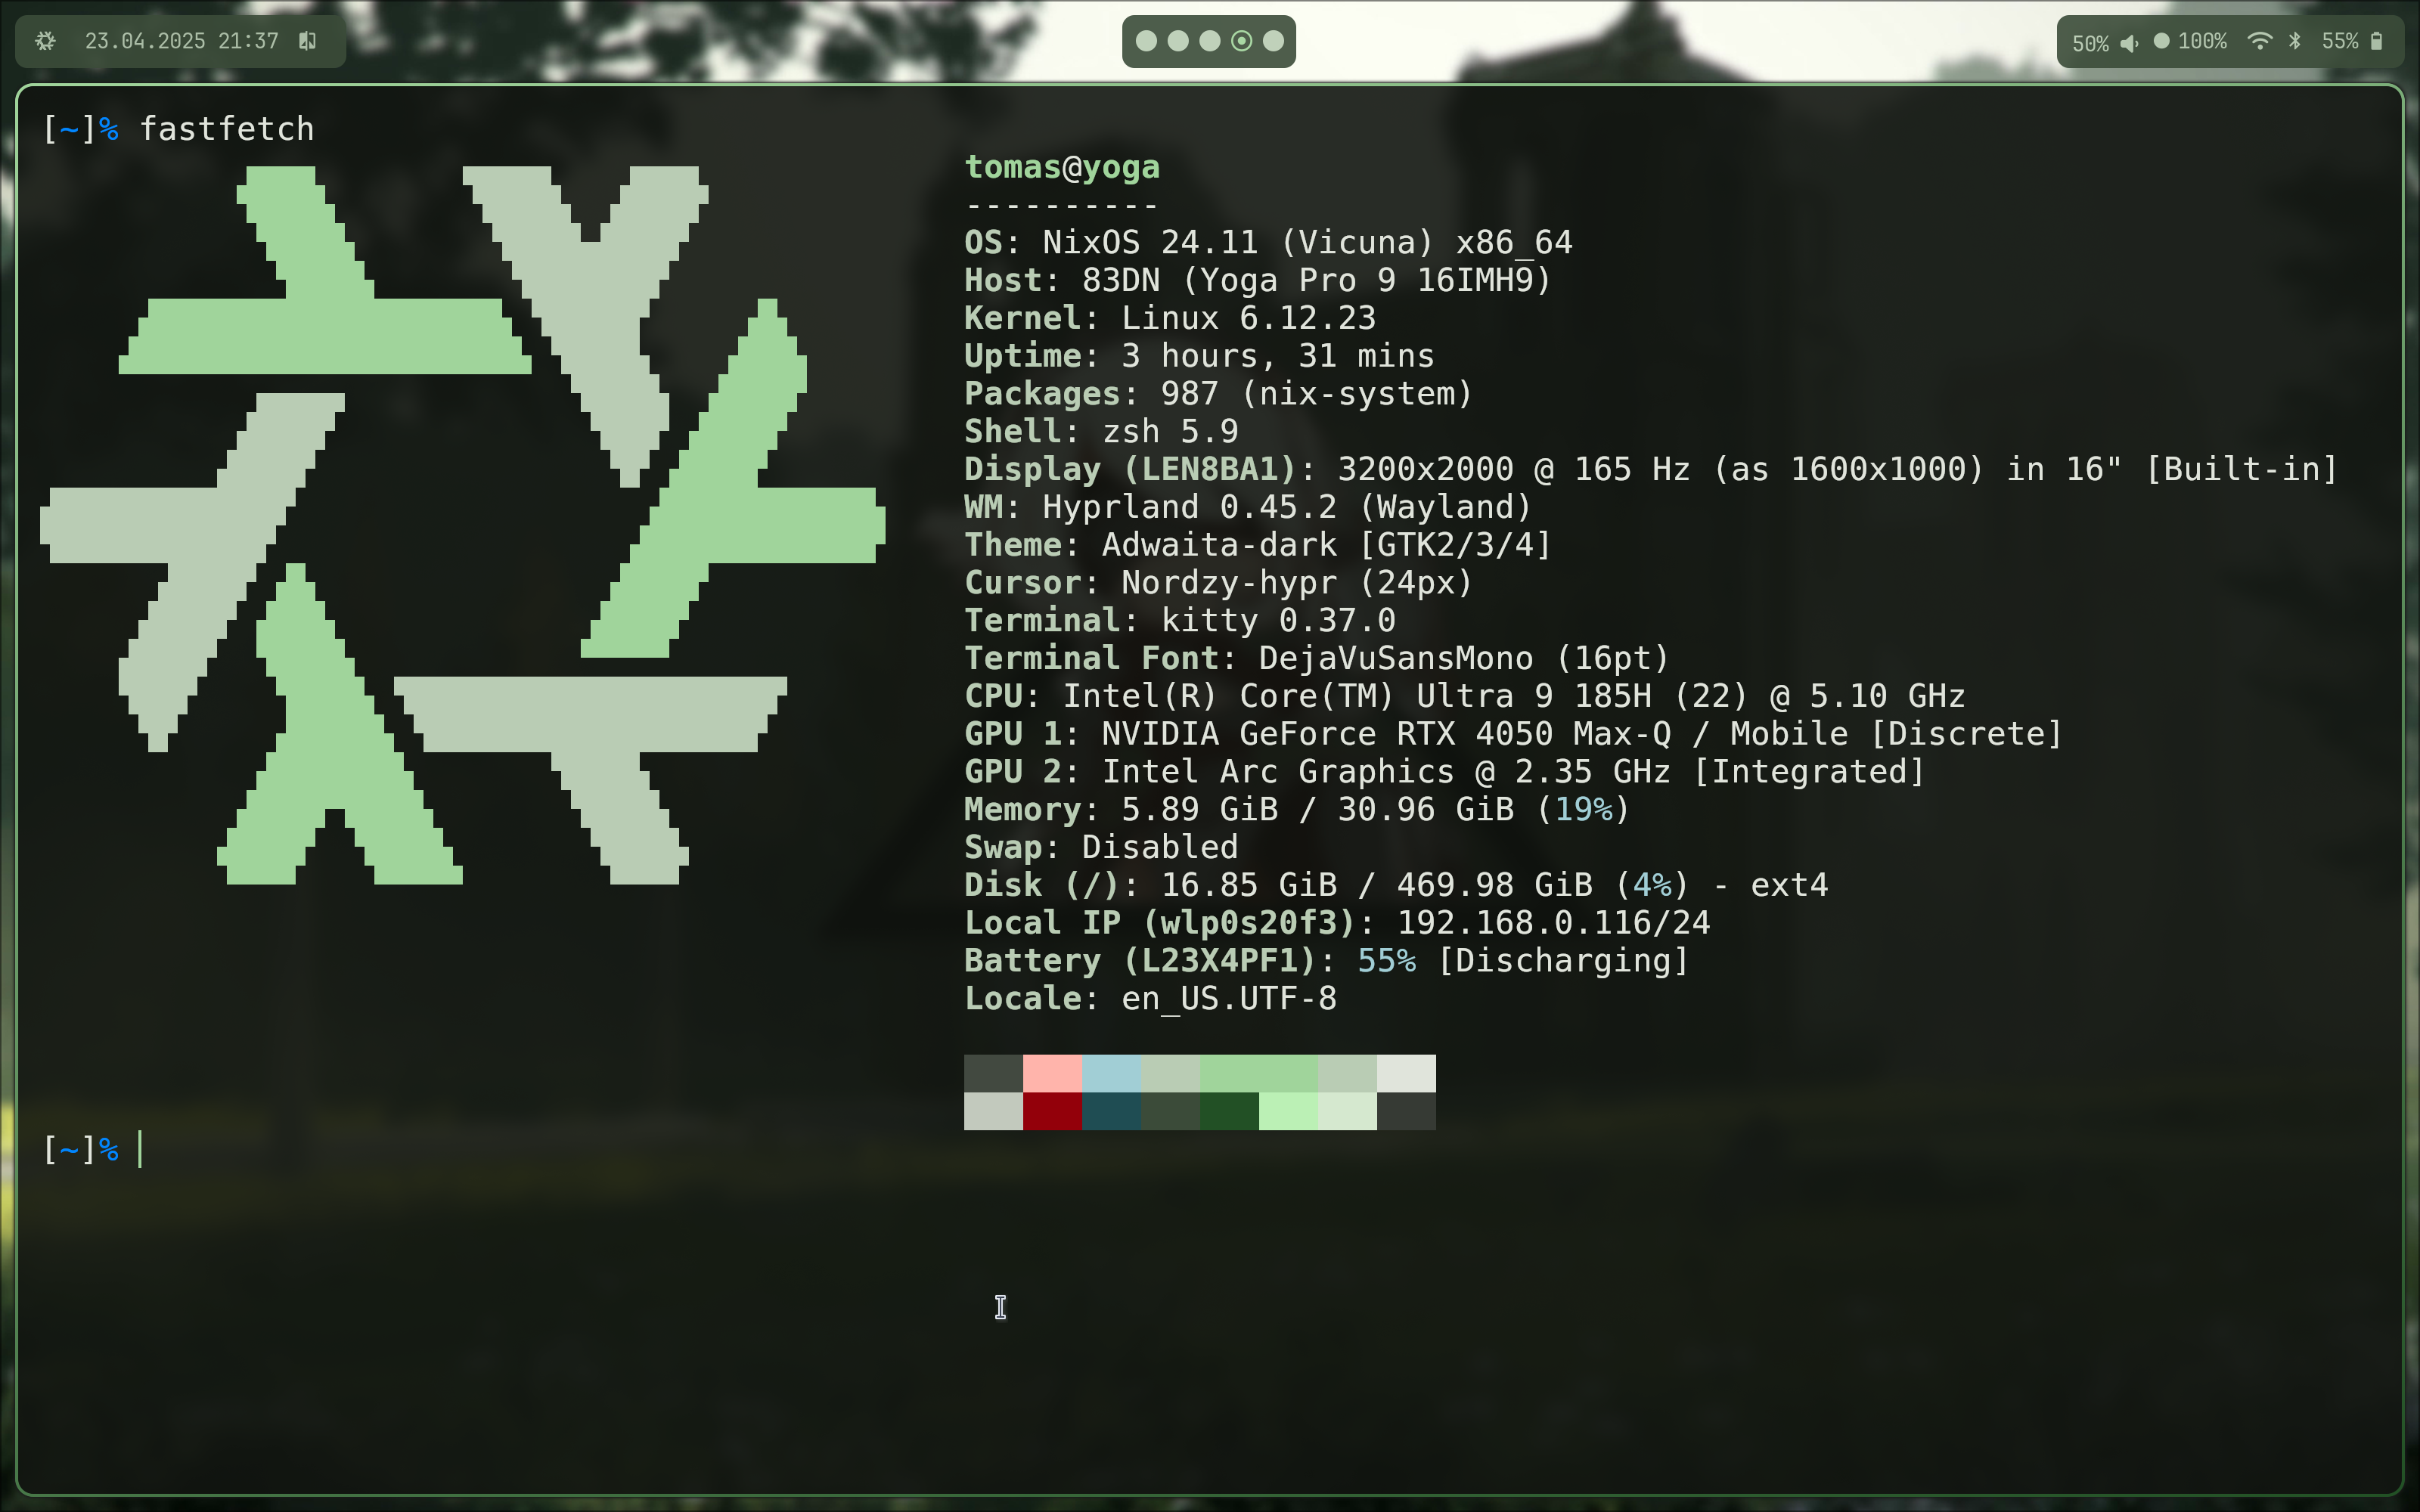 23.04.2025 21:37
50% 100% 55%
[~]% fastfetch
tomas@yoga
----------
OS: NixOS 24.11 (Vicuna) x86_64
Host: 83DN (Yoga Pro 9 16IMH9)
Kernel: Linux 6.12.23
Uptime: 3 hours, 31 mins
Packages: 987 (nix-system)
Shell: zsh 5.9
Display (LEN8BA1): 3200x2000 @ 165 Hz (as 1600x1000) in 16" [Built-in]
WM: Hyprland 0.45.2 (Wayland)
Theme: Adwaita-dark [GTK2/3/4]
Cursor: Nordzy-hypr (24px)
Terminal: kitty 0.37.0
Terminal Font: DejaVuSansMono (16pt)
CPU: Intel(R) Core(TM) Ultra 9 185H (22) @ 5.10 GHz
GPU 1: NVIDIA GeForce RTX 4050 Max-Q / Mobile [Discrete]
GPU 2: Intel Arc Graphics @ 2.35 GHz [Integrated]
Memory: 5.89 GiB / 30.96 GiB (19%)
Swap: Disabled
Disk (/): 16.85 GiB / 469.98 GiB (4%) - ext4
Local IP (wlp0s20f3): 192.168.0.116/24
Battery (L23X4PF1): 55% [Discharging]
Locale: en_US.UTF-8
[~]%